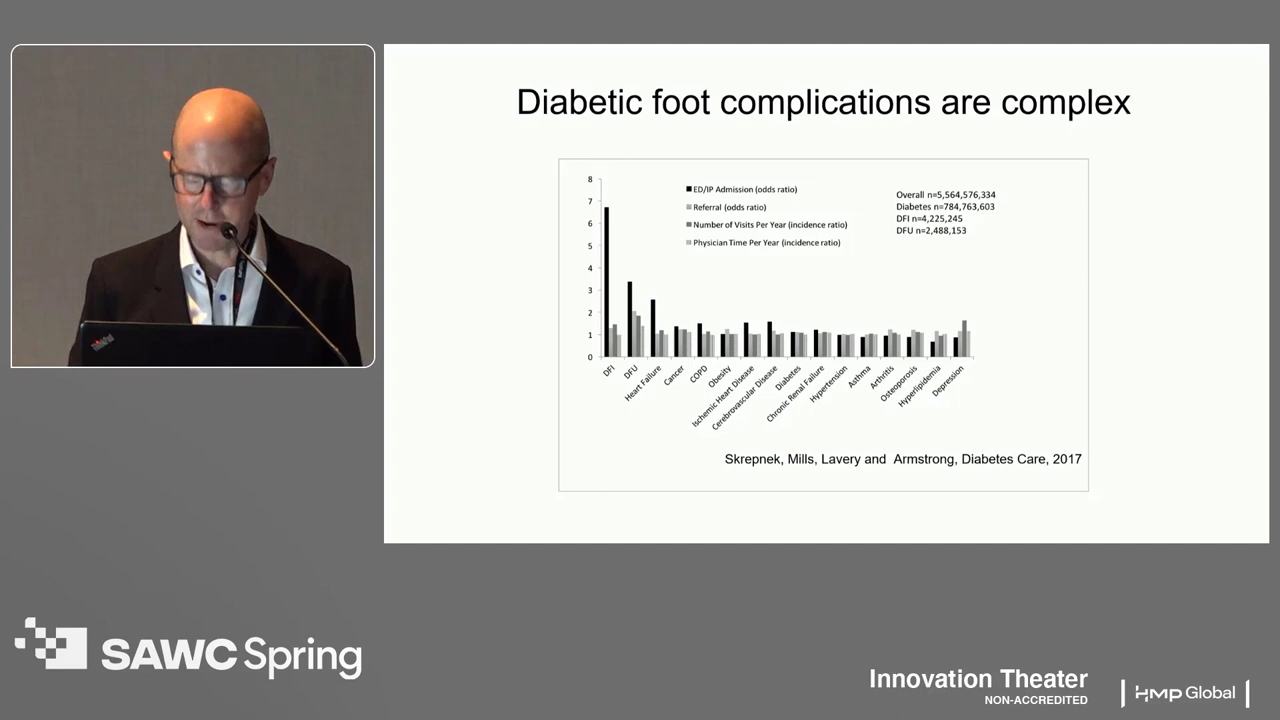 Diabetic foot complications are complex
8
7
6
5
4
3
2
1
0
ED/IP Admission (odds ratio)
Referral (odds ratio)
Number of Visits Per Year (incidence ratio)
Physician Time Per Year (incidence ratio)
Overall n=5,564,576,334
Diabetes n=784,763,603
DFI n=4,225,245
DFU n=2,488,153
DFI
DFU
Heart Failure
Cancer
COPD
Obesity
Ischemic Heart Disease
Cerebrovascular Disease
Diabetes
Chronic Renal Failure
Hypertension
Asthma
Arthritis
Osteoporosis
Hyperlipidemia
Depression
Skrepnek, Mills, Lavery and Armstrong, Diabetes Care, 2017
ThinkPad
SAWC Spring
Innovation Theater
NON-ACCREDITED
HMP Global